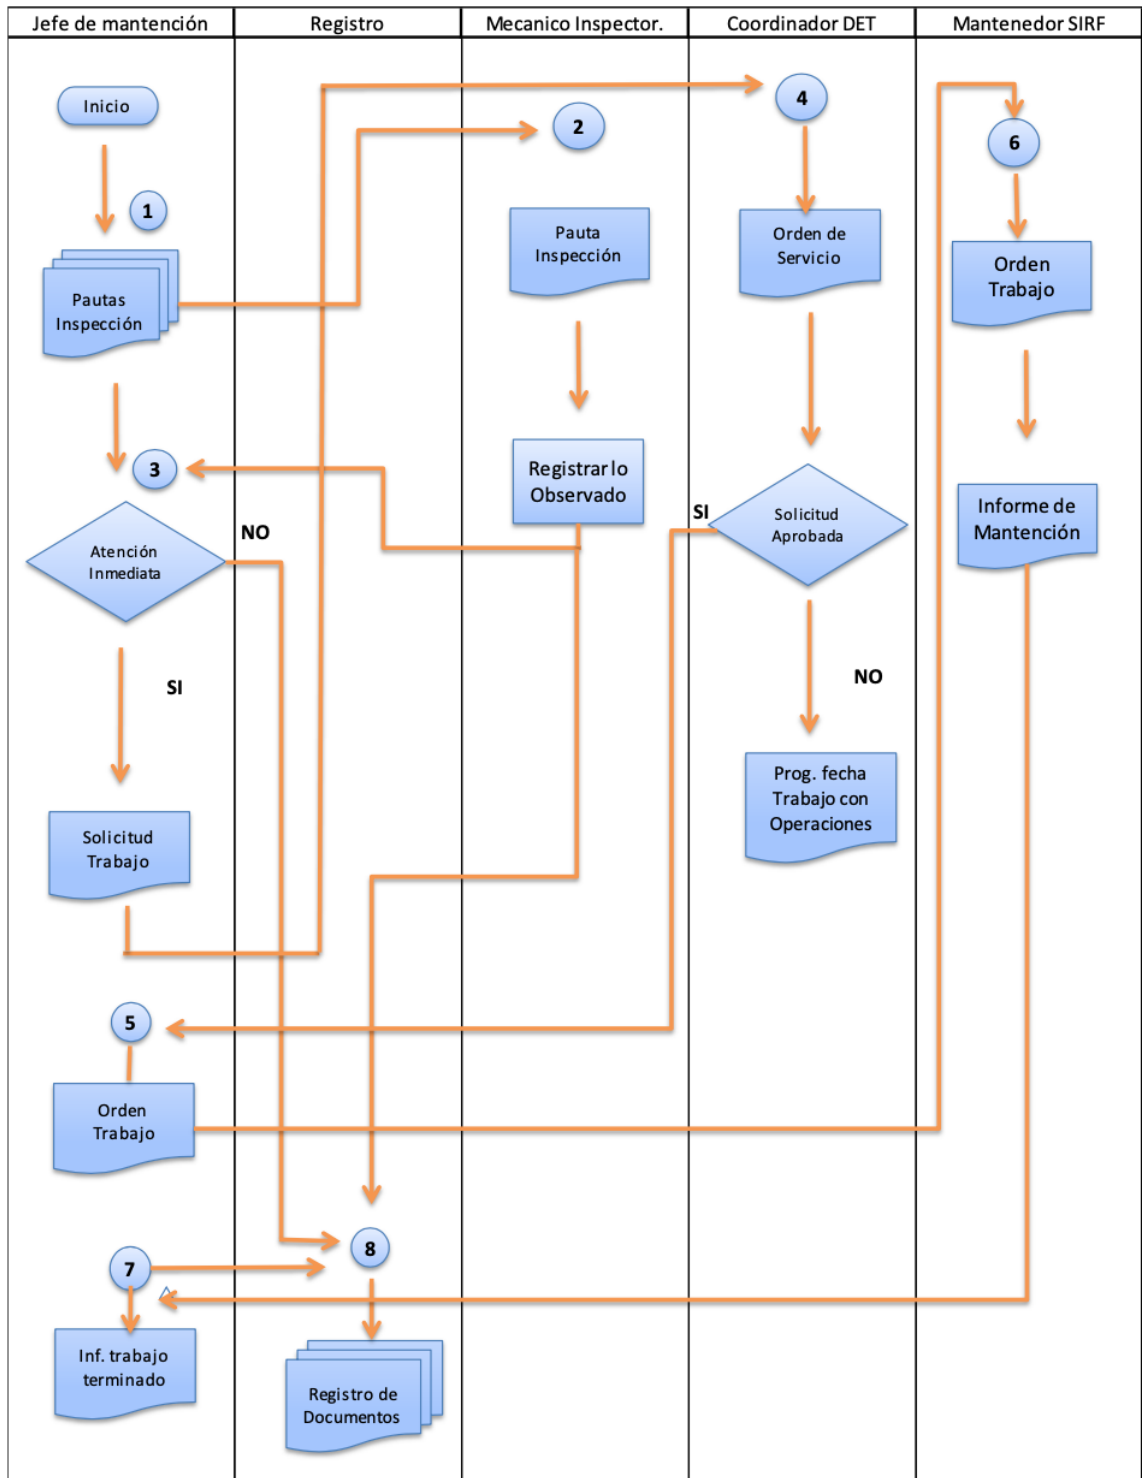 Jefe de mantención
Registro
Mecanico Inspector.
Coordinador DET
Mantenedor SIRF
Inicio
1
Pautas
Inspección
3
Atención
Inmediata
NO
SI
Solicitud
Trabajo
5
Orden
Trabajo
7
Inf. trabajo
terminado
8
Registro de
Documentos
2
Pauta
Inspección
Registrar lo
Observado
4
Orden de
Servicio
SI
Solicitud
Aprobada
NO
Prog. fecha
Trabajo con
Operaciones
6
Orden
Trabajo
Informe de
Mantención